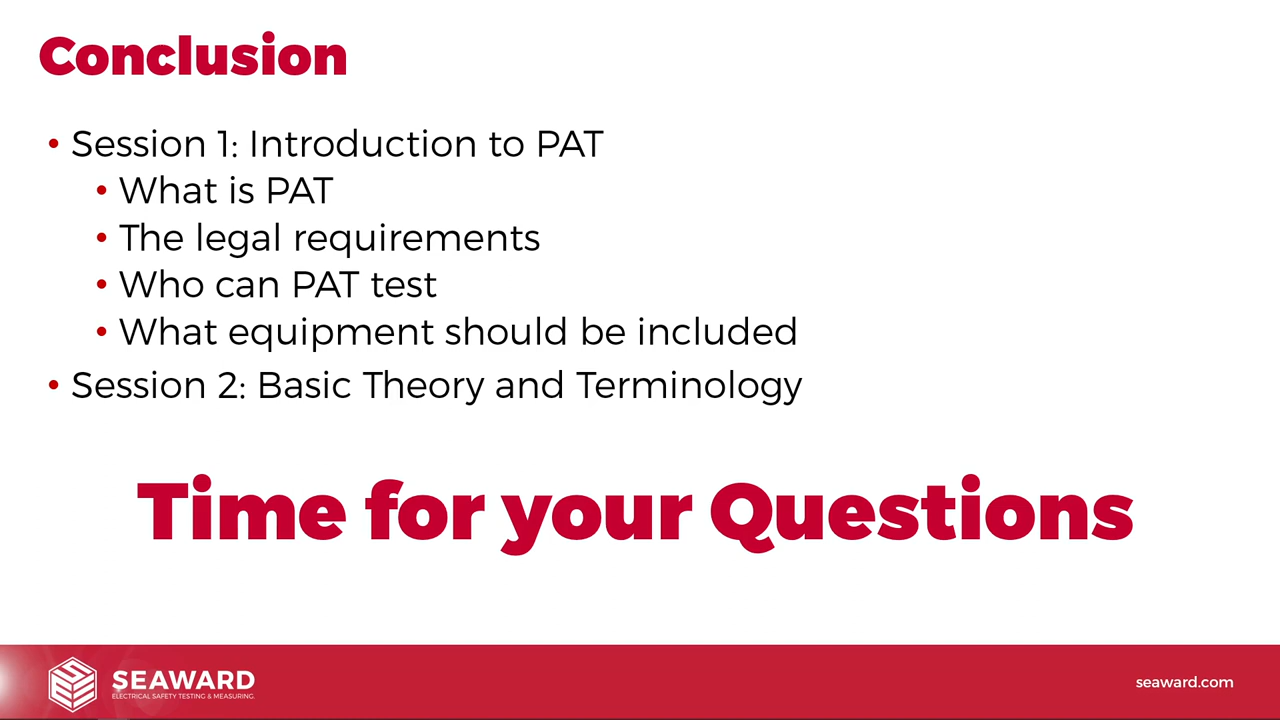 Conclusion
• Session 1: Introduction to PAT
• What is PAT
• The legal requirements
• Who can PAT test
• What equipment should be included
• Session 2: Basic Theory and Terminology
Time for your Questions
SEAWARD
ELECTRICAL SAFETY TESTING & MEASURING.
seaward.com